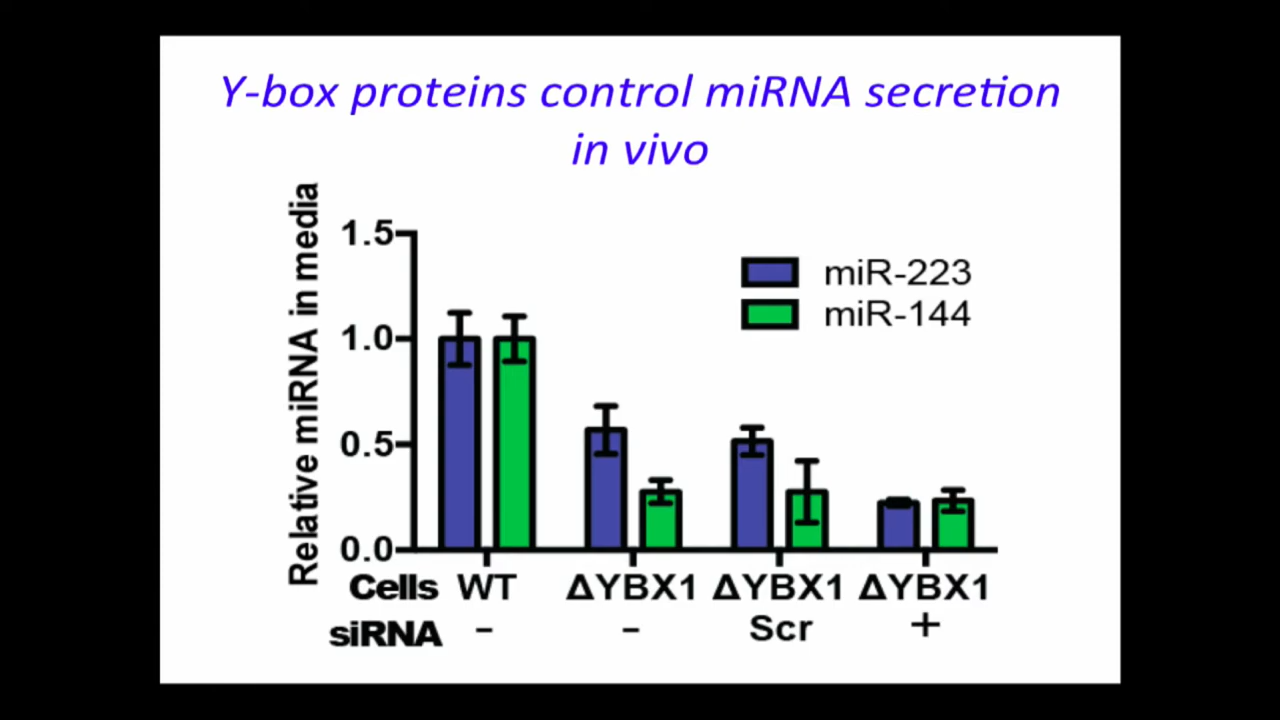 Y-box proteins control miRNA secretion
in vivo
Relative miRNA in media
1.5
1.0
0.5
0.0
miR-223
miR-144
Cells WT ΔYBX1 ΔYBX1 ΔYBX1
siRNA - - Scr +